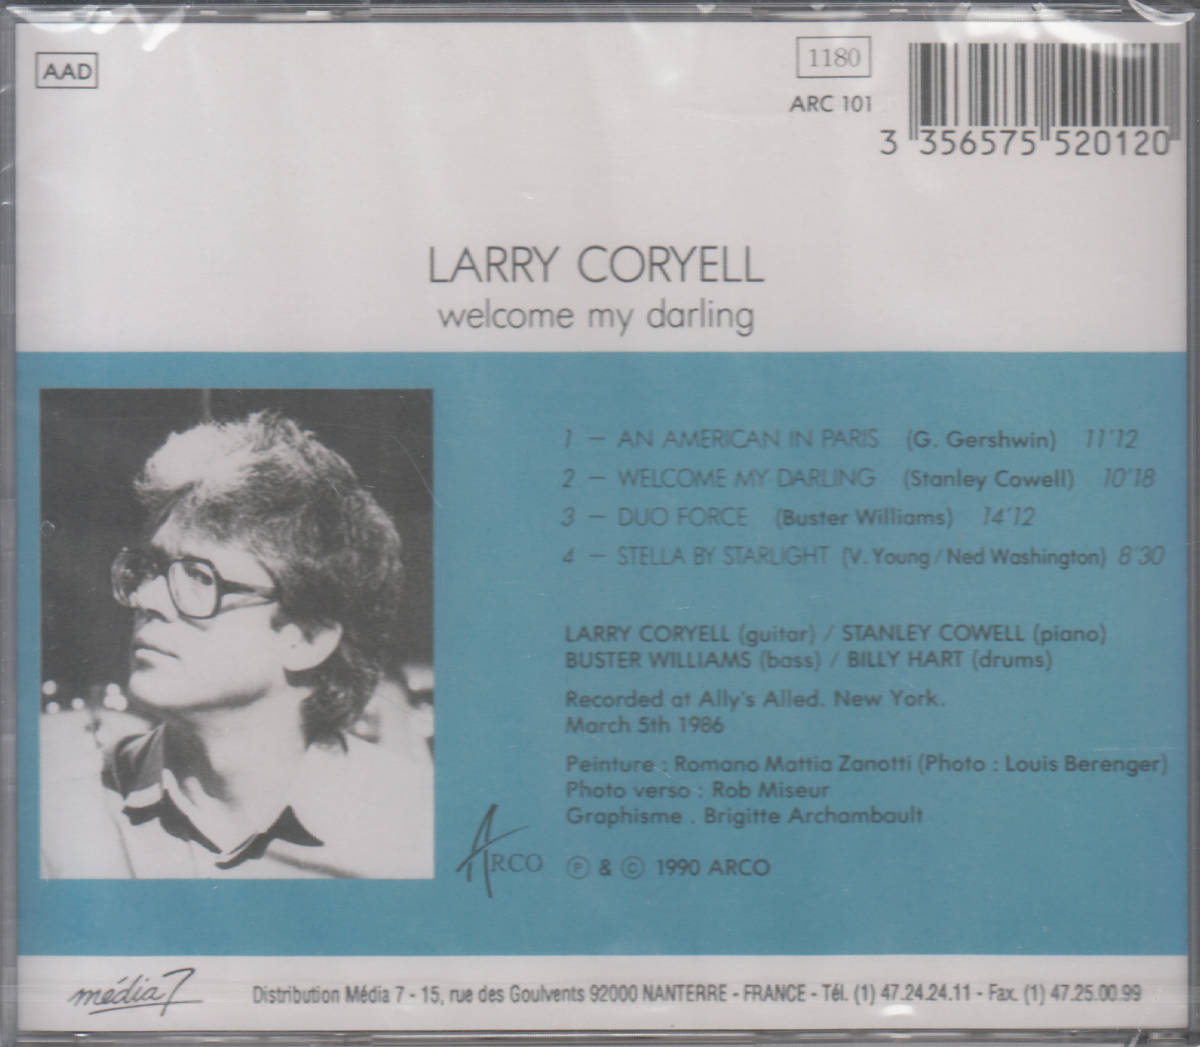 AAD
1180
ARC 101
3 356575 520120
LARRY CORYELL
welcome my darling
1 – AN AMERICAN IN PARIS (G. Gershwin) 11'12
2 – WELCOME MY DARLING (Stanley Cowell) 10'18
3 – DUO FORCE (Buster Williams) 14'12
4 – STELLA BY STARLIGHT (V. Young / Ned Washington) 8'30
LARRY CORYELL (guitar) / STANLEY COWELL (piano)
BUSTER WILLIAMS (bass) / BILLY HART (drums)
Recorded at Ally's Alled. New York.
March 5th 1986
Peinture : Romano Mattia Zanotti (Photo : Louis Berenger)
Photo verso : Rob Miseur
Graphisme . Brigitte Archambault
ARCO ℗ & © 1990 ARCO
média 7 Distribution Média 7 - 15, rue des Goulvents 92000 NANTERRE - FRANCE - Tél. (1) 47.24.24.11 - Fax. (1) 47.25.00.99